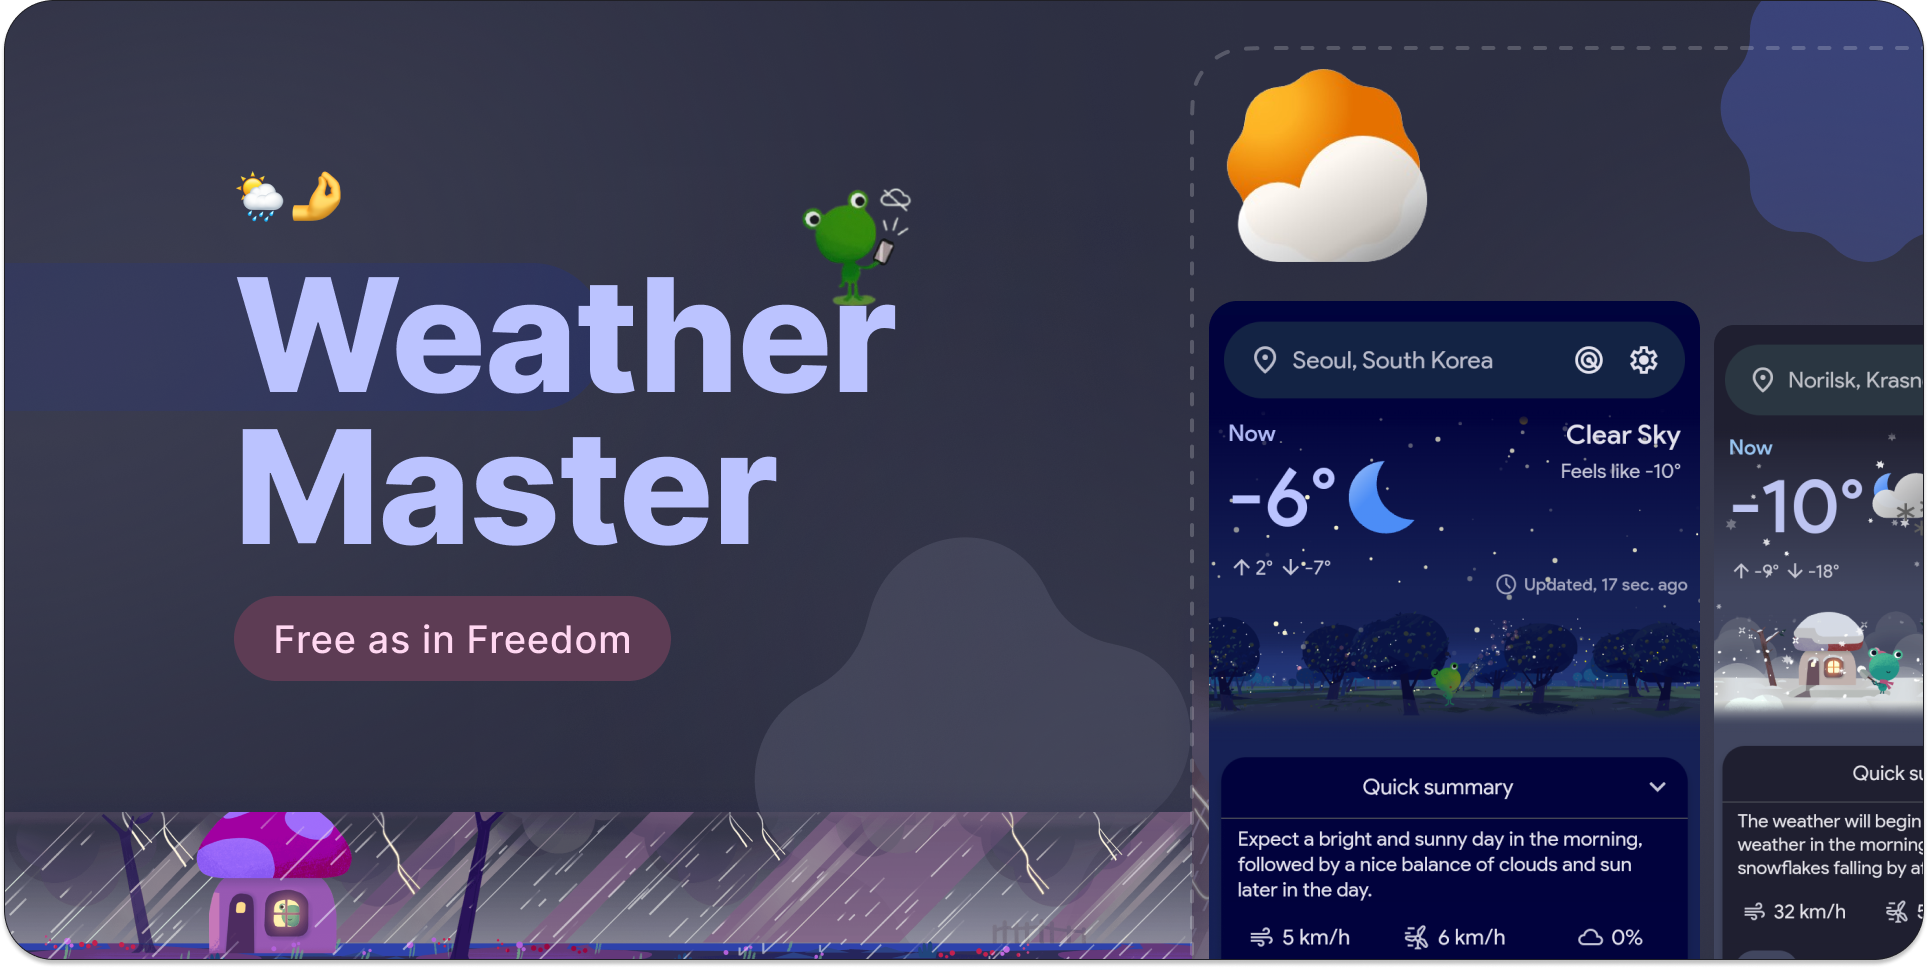 Weather
Master
Free as in Freedom
Seoul, South Korea
Now
Clear Sky
-6°
Feels like -10°
↑ 2° ↓ -7°
Updated, 17 sec. ago
Quick summary
Expect a bright and sunny day in the morning,
followed by a nice balance of clouds and sun
later in the day.
5 km/h 6 km/h 0%
Norilsk,
Now
-10°
↑ -9° ↓ -18°
Quick
The weather will begin
weather in the morning
snowflakes falling by
32 km/h